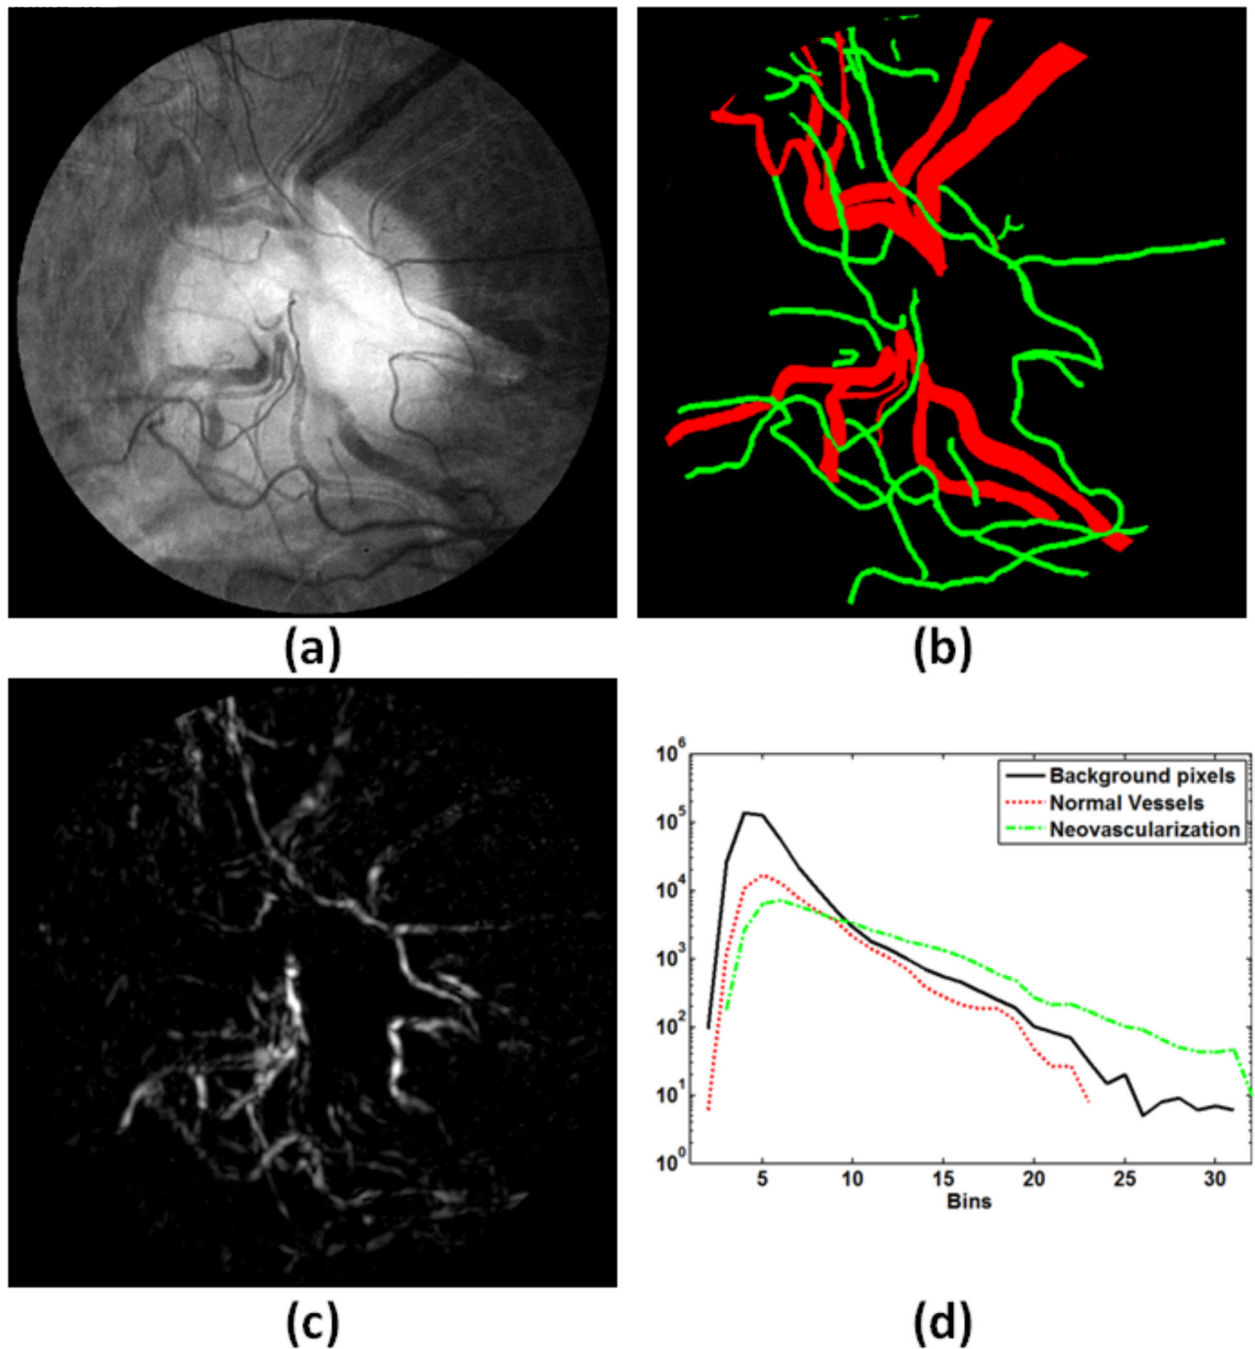 (a)
(b)
10^6
10^5
10^4
10^3
10^2
10^1
10^0
Background pixels
Normal Vessels
Neovascularization
5 10 15 20 25 30
Bins
(c)
(d)